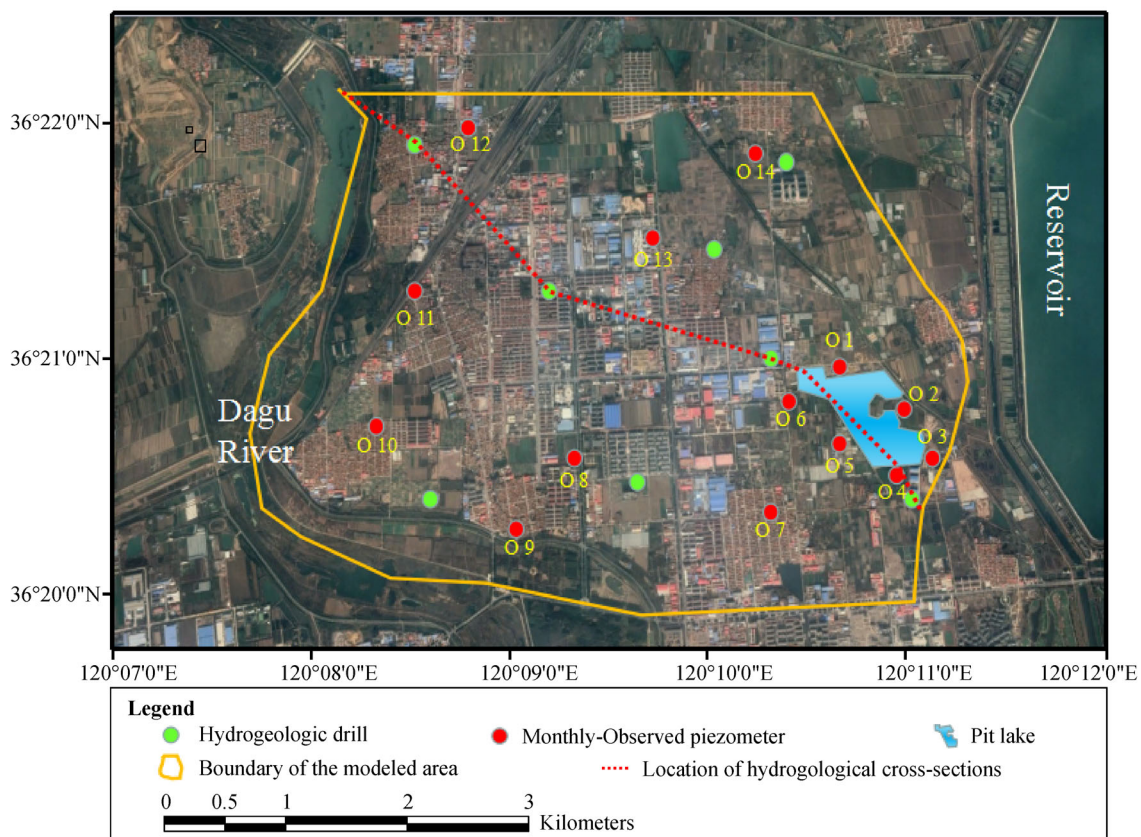 36°22'0"N
36°21'0"N
36°20'0"N
O 12
O 14
O 13
O 11
O 1
O 2
O 6
O 3
O 10
O 5
O 8
O 4
O 7
O 9
Dagu
River
Reservoir
120°07'0"E
120°08'0"E
120°09'0"E
120°10'0"E
120°11'0"E
120°12'0"E
Legend
Hydrogeologic drill
Monthly-Observed piezometer
Pit lake
Boundary of the modeled area
Location of hydrogological cross-sections
0 0.5 1 2 3
Kilometers